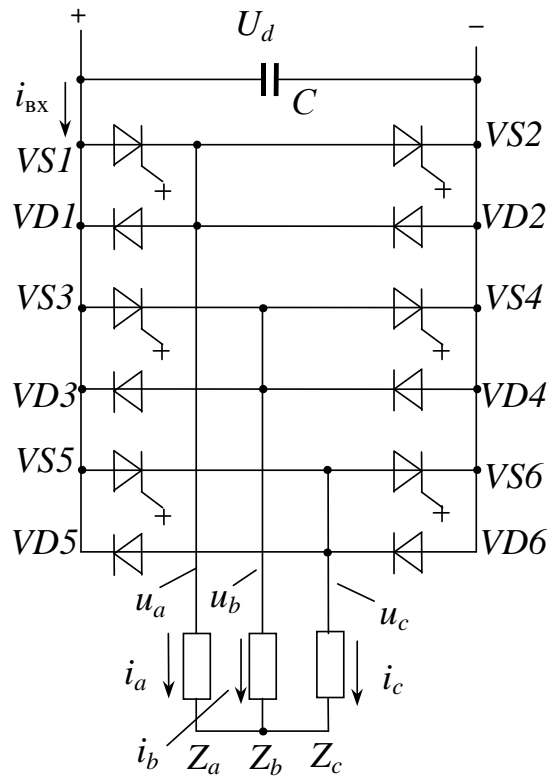 +
U_d
–
i_вх
C
VS1
VS2
+
+
VD1
VD2
VS3
VS4
+
+
VD3
VD4
VS5
VS6
+
+
VD5
VD6
u_a
u_b
u_c
i_a
i_c
i_b
Z_a
Z_b
Z_c